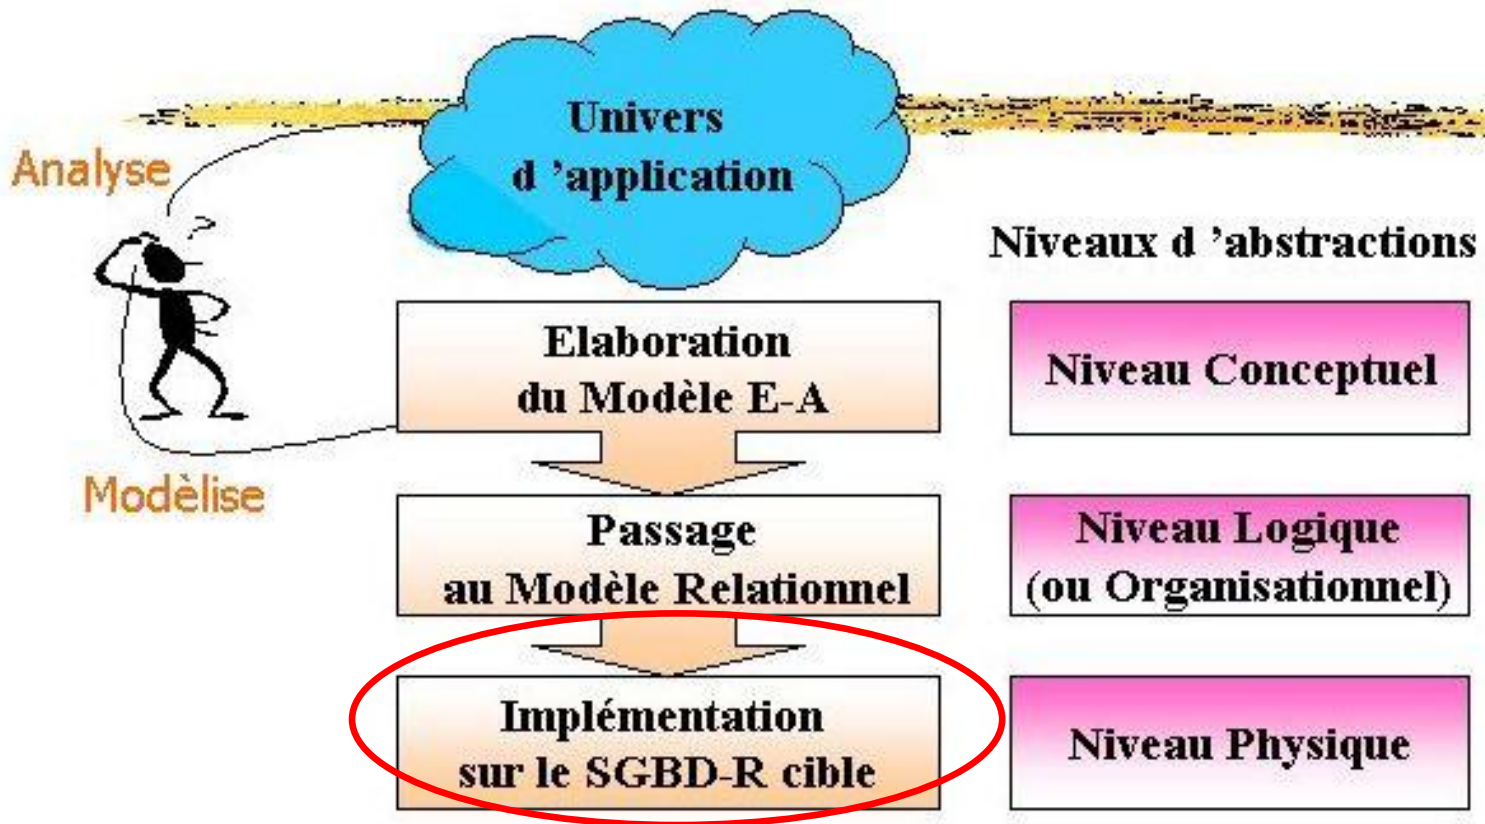 Univers
d ’application
Analyse
Niveaux d ’abstractions
?
Elaboration
du Modèle E-A
Niveau Conceptuel
Modèlise
Passage
au Modèle Relationnel
Niveau Logique
(ou Organisationnel)
Implémentation
sur le SGBD-R cible
Niveau Physique